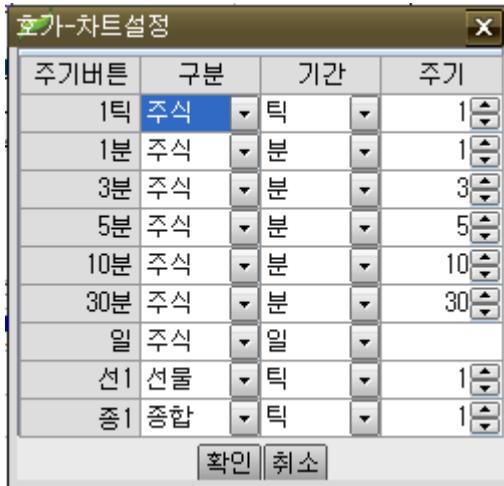 호가-차트설정
주기버튼 구분 기간 주기
1틱 주식 틱 1
1분 주식 분 1
3분 주식 분 3
5분 주식 분 5
10분 주식 분 10
30분 주식 분 30
일 주식 일
선1 선물 틱 1
종1 종합 틱 1
확인 취소